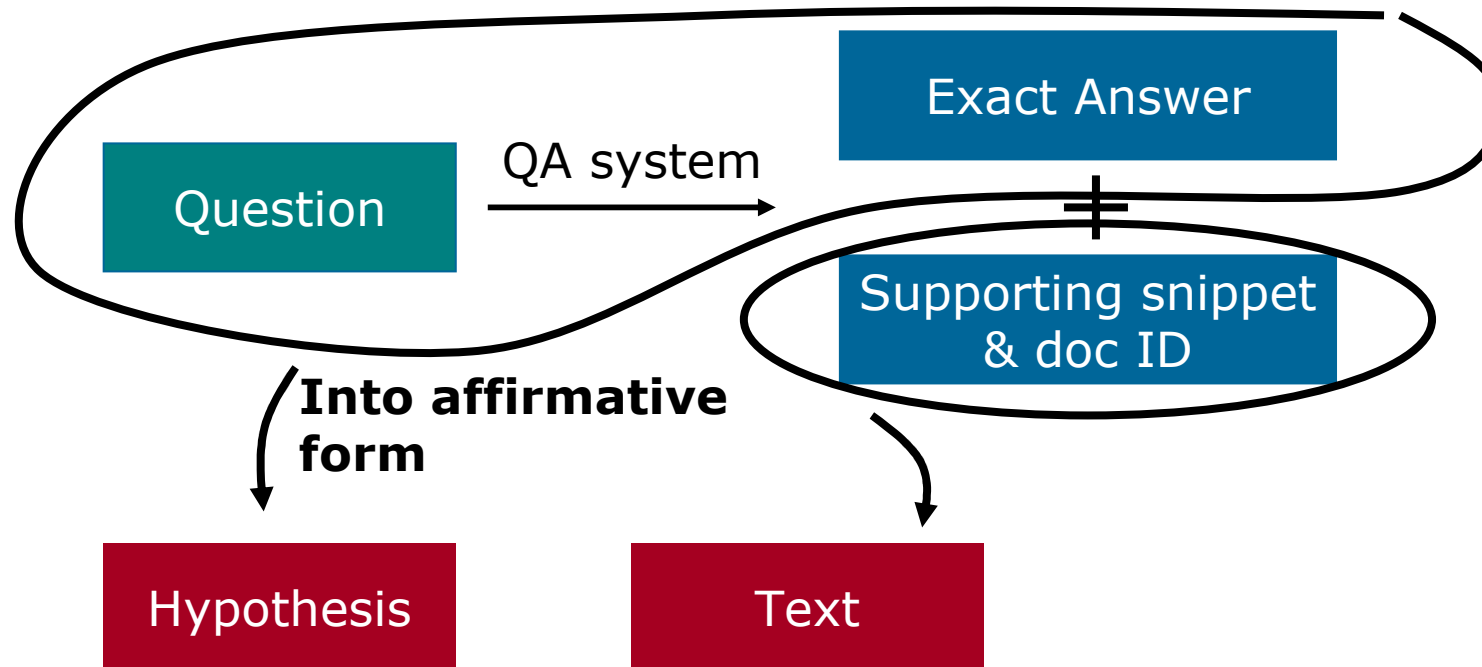 Exact Answer
QA system
Question
Supporting snippet
& doc ID
Into affirmative
form
Hypothesis
Text